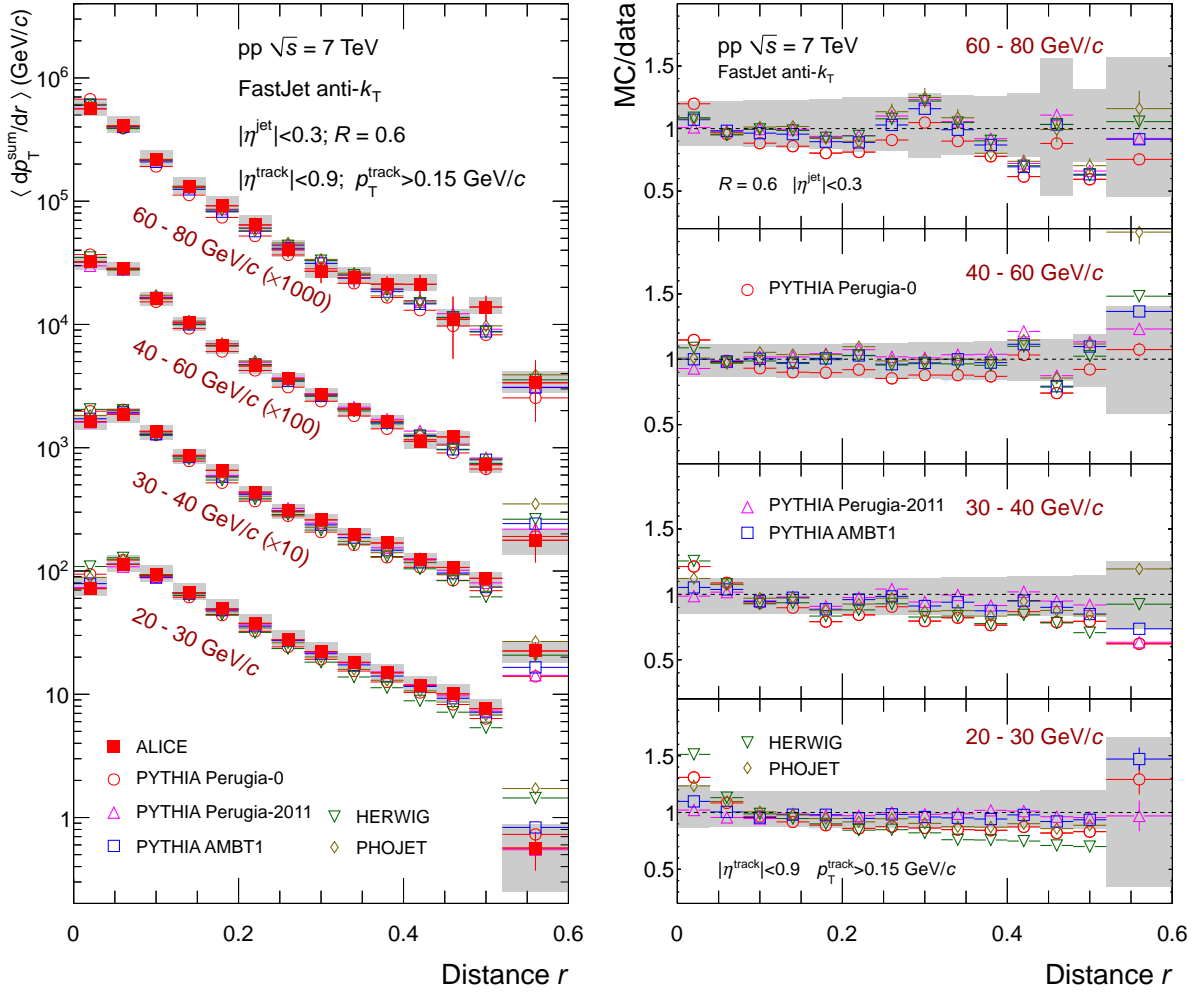 ⟨ dp_T^sum/dr ⟩ (GeV/c)
10^6
10^5
10^4
10^3
10^2
10
1
pp √s = 7 TeV
FastJet anti-k_T
|η^jet|<0.3; R = 0.6
|η^track|<0.9; p_T^track>0.15 GeV/c
60 - 80 GeV/c (×1000)
40 - 60 GeV/c (×100)
30 - 40 GeV/c (×10)
20 - 30 GeV/c
ALICE
PYTHIA Perugia-0
PYTHIA Perugia-2011
PYTHIA AMBT1
HERWIG
PHOJET
0 0.2 0.4 0.6
Distance r
MC/data
pp √s = 7 TeV
60 - 80 GeV/c
FastJet anti-k_T
R = 0.6 |η^jet|<0.3
1.5
1
0.5
40 - 60 GeV/c
PYTHIA Perugia-0
1.5
1
0.5
PYTHIA Perugia-2011
30 - 40 GeV/c
PYTHIA AMBT1
1.5
1
0.5
HERWIG
20 - 30 GeV/c
PHOJET
1.5
1
0.5
|η^track|<0.9 p_T^track>0.15 GeV/c
0 0.2 0.4 0.6
Distance r